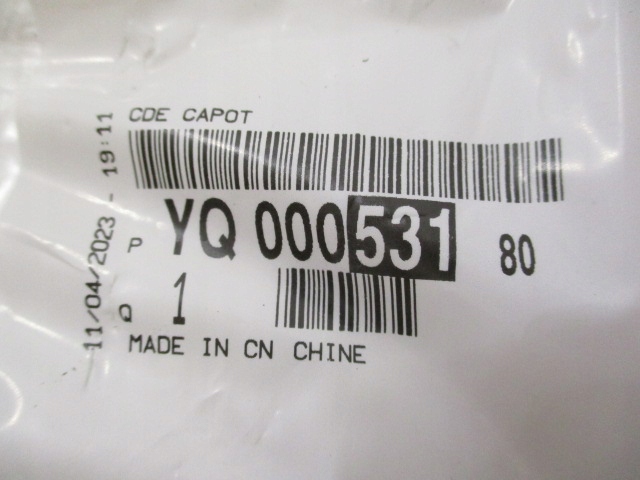 CDE CAPOT
11/04/2023 - 19:11
P YQ 000531 80
Q 1
MADE IN CN CHINE